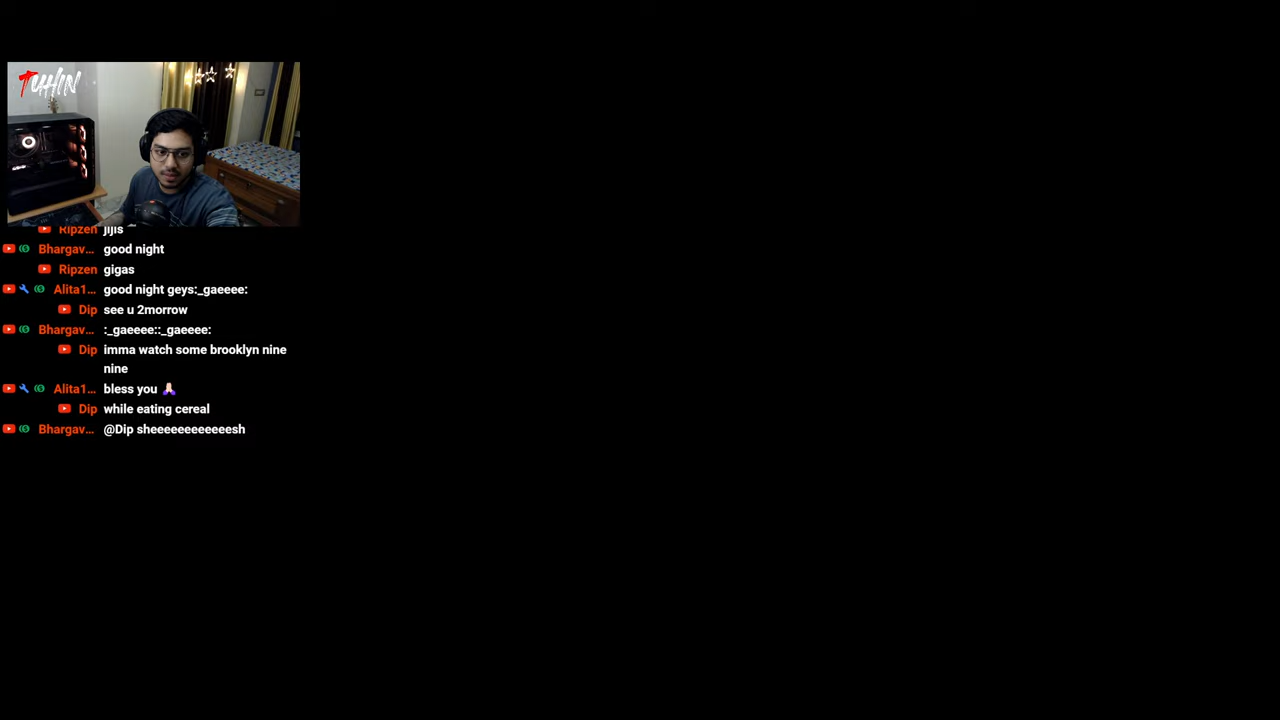 TUHIN
Ripzen jijis
Bhargav... good night
Ripzen gigas
Alita1... good night geys:_gaeeee:
Dip see u 2morrow
Bhargav... :_gaeeee::_gaeeee:
Dip imma watch some brooklyn nine
nine
Alita1... bless you 🙏🏻
Dip while eating cereal
Bhargav... @Dip sheeeeeeeeeeesh